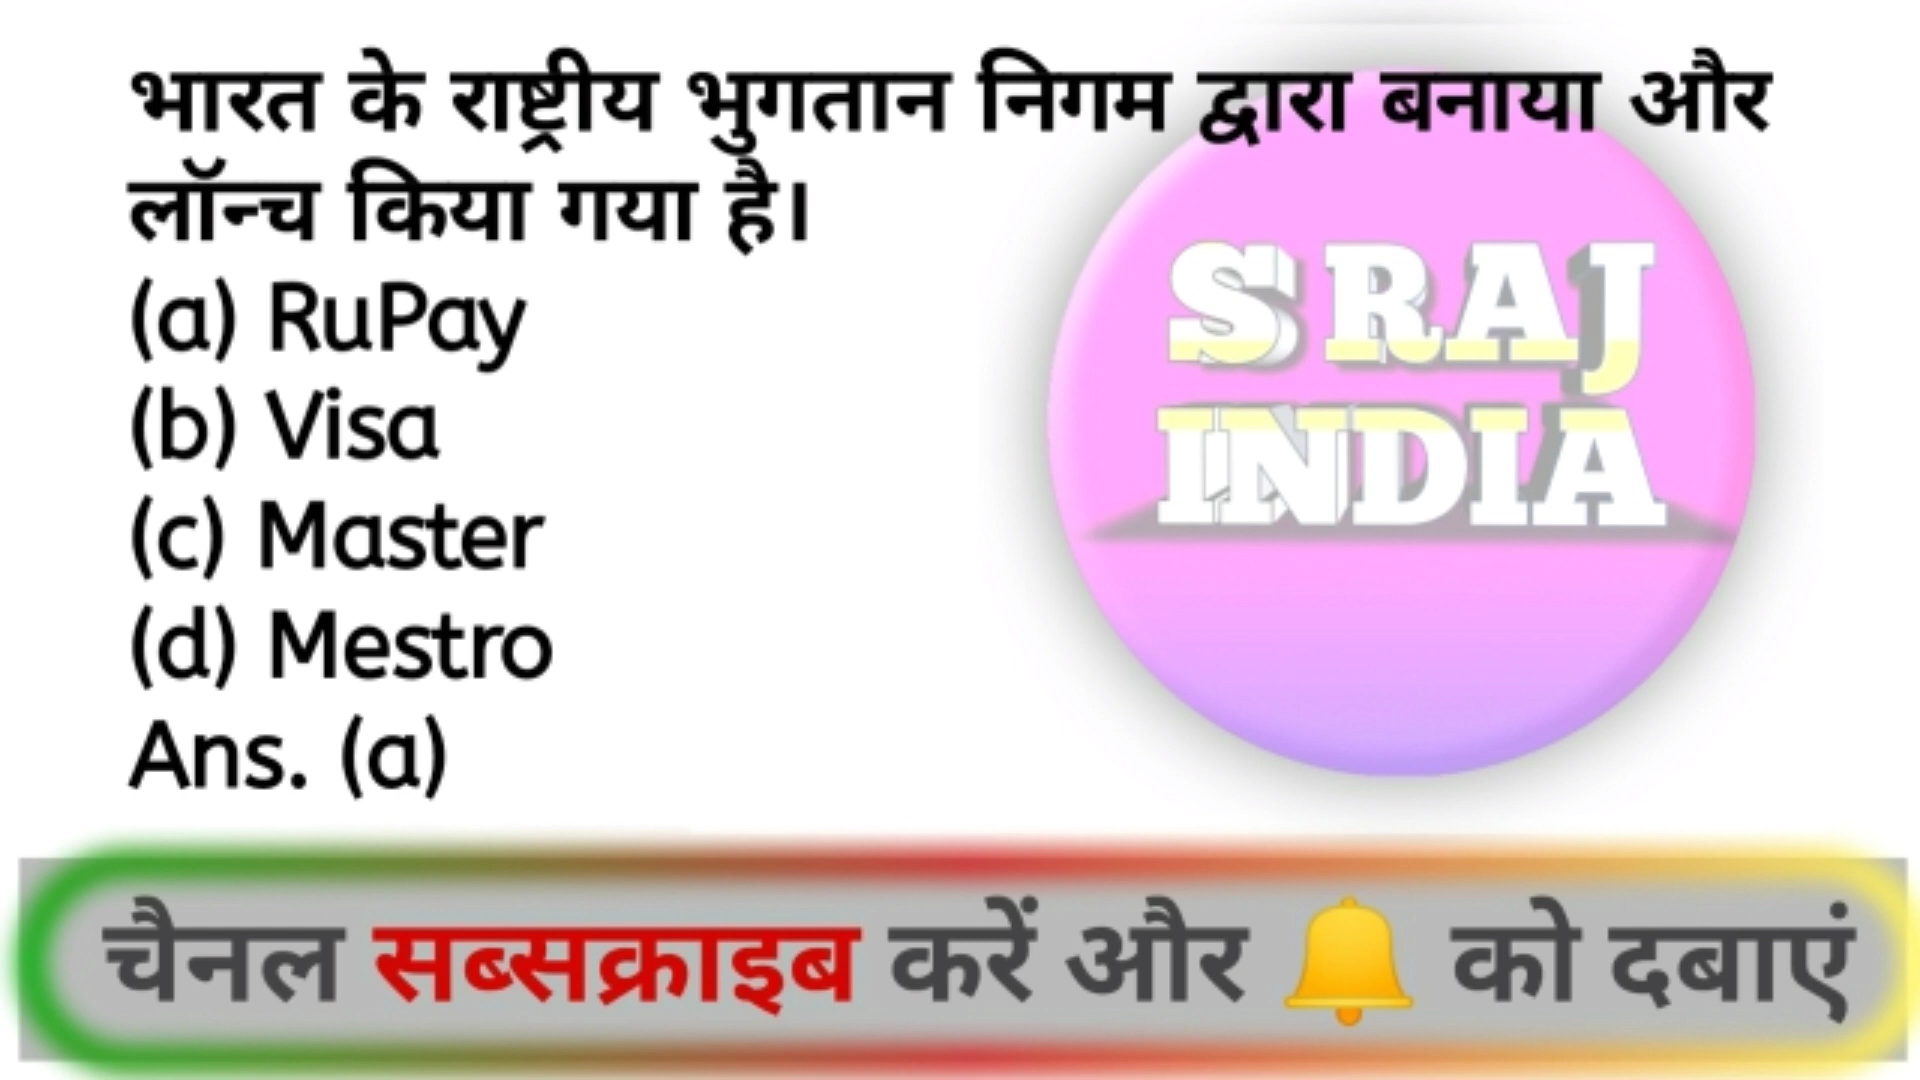 भारत के राष्ट्रीय भुगतान निगम द्वारा बनाया और
लॉन्च किया गया है।
(a) RuPay
(b) Visa
(c) Master
(d) Mestro
Ans. (a)
S RAJ
INDIA
चैनल सब्सक्राइब करें और 🔔 को दबाएं